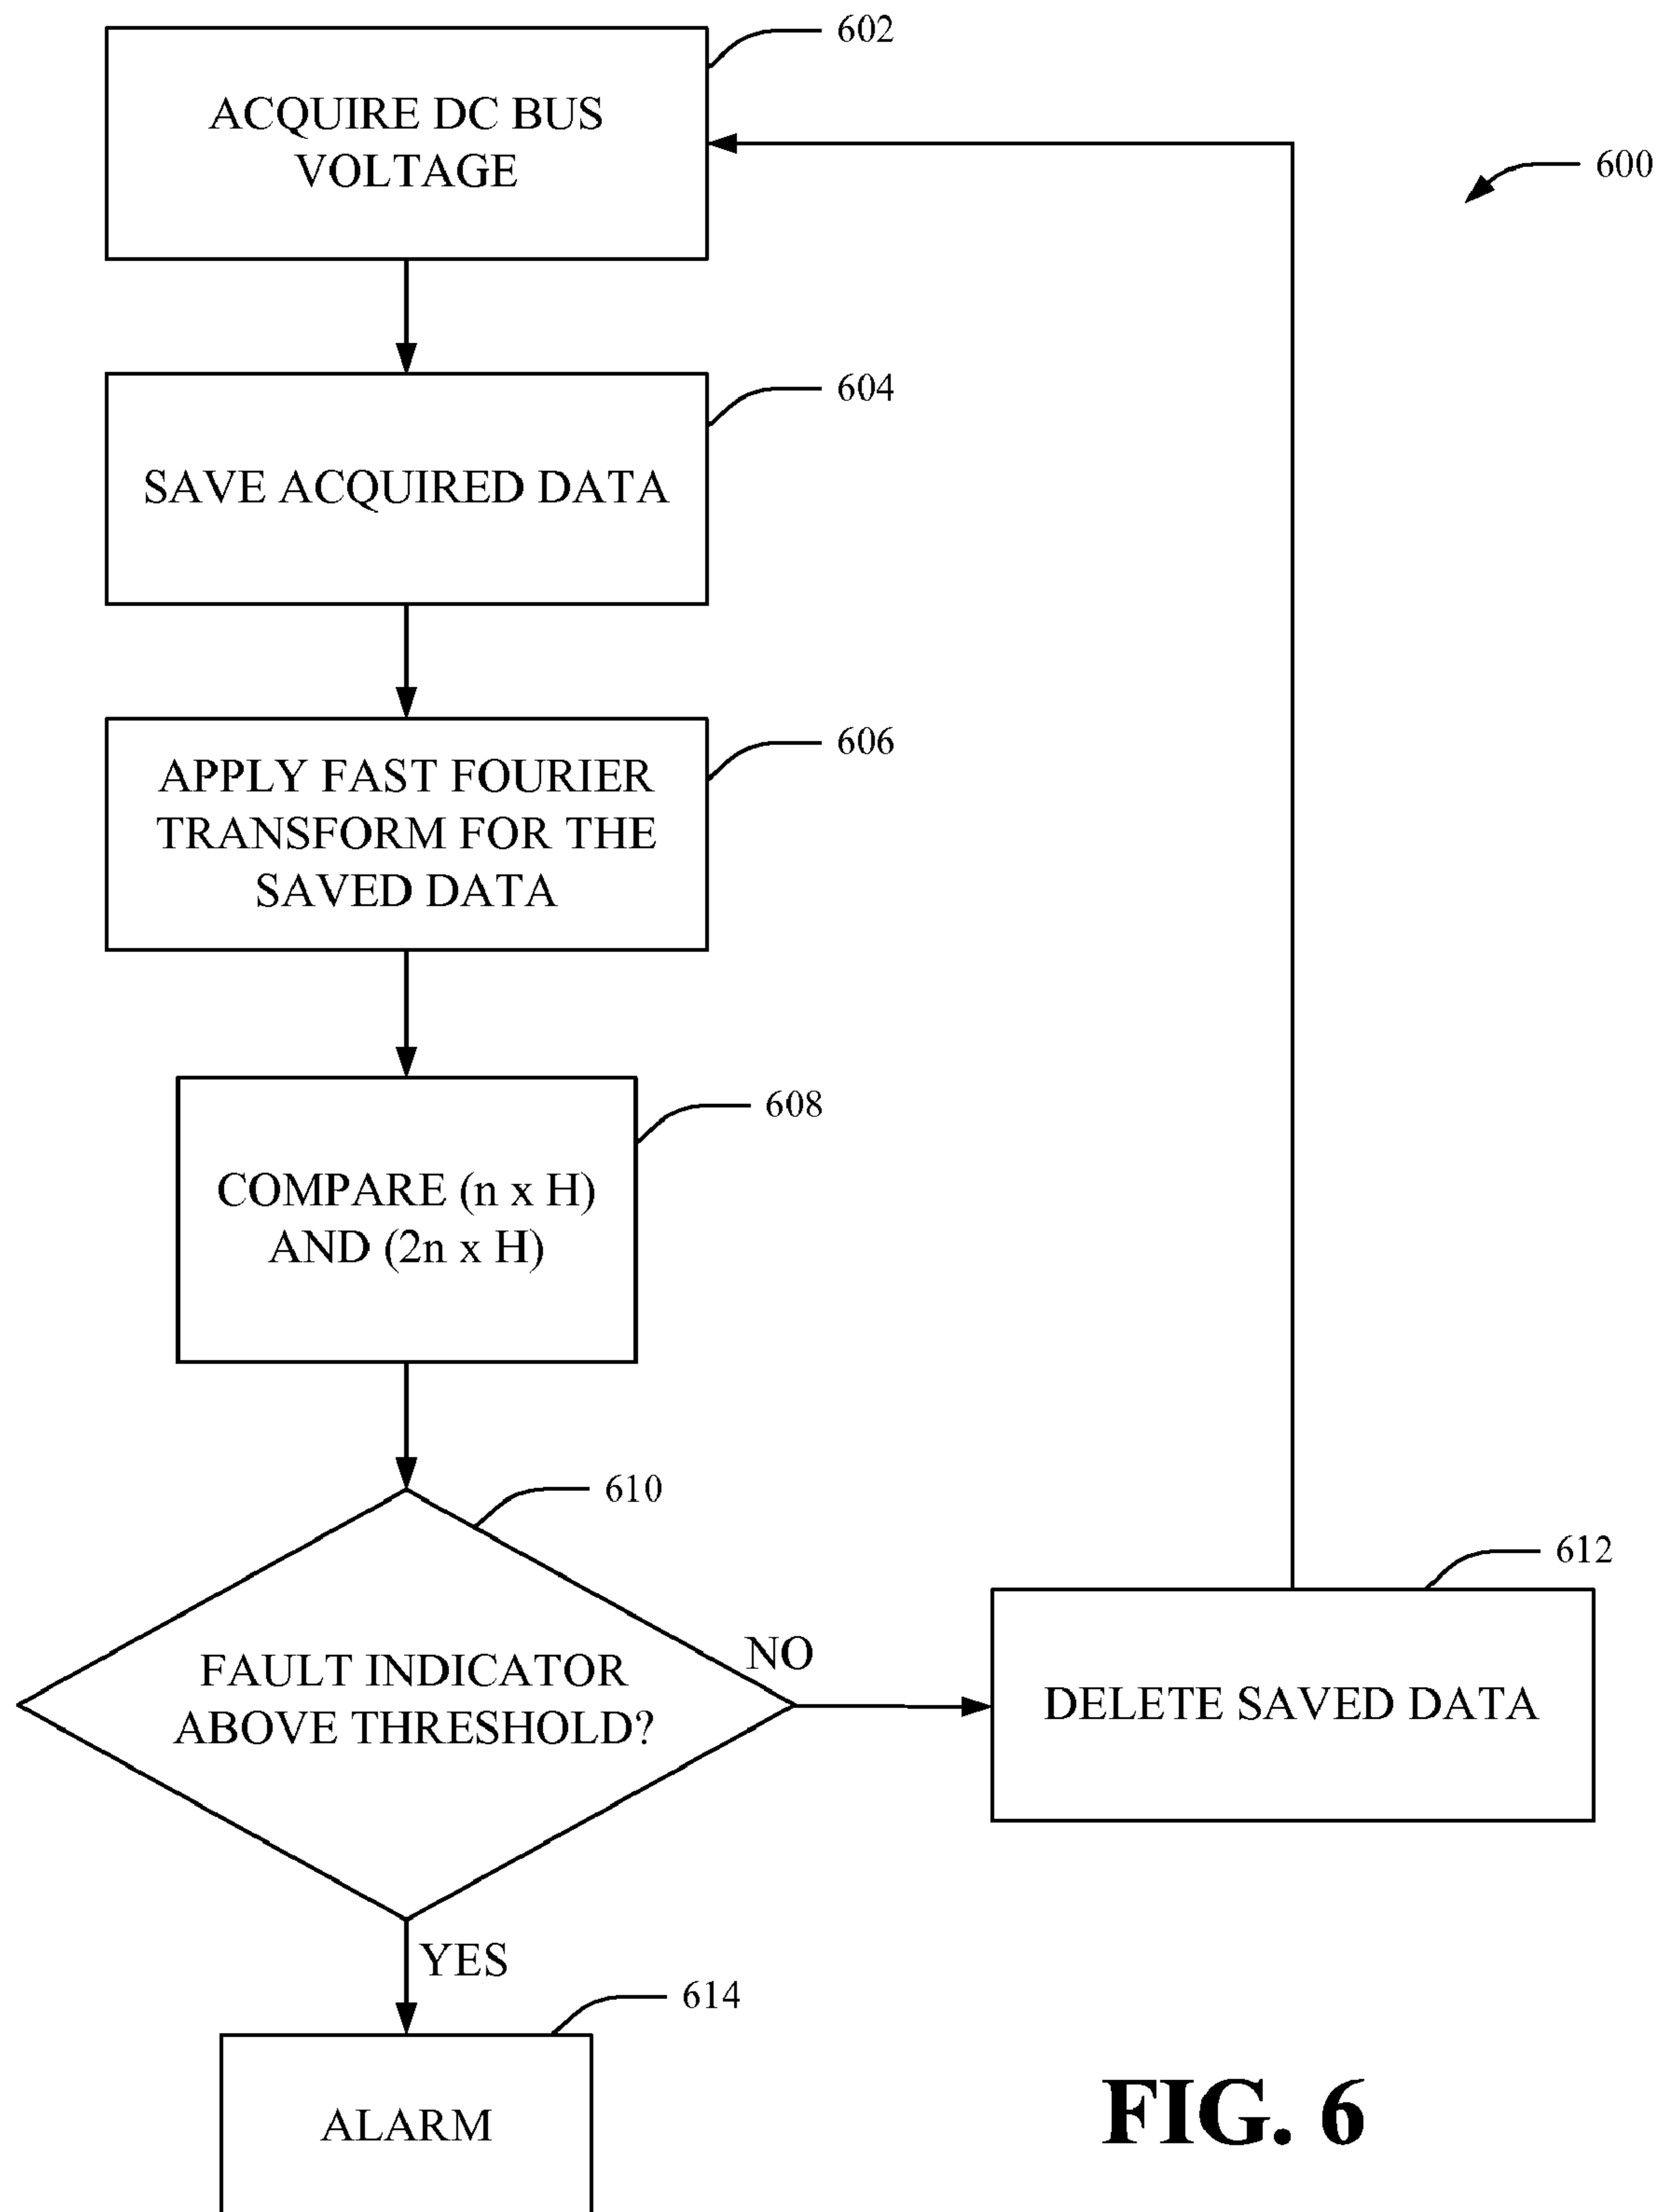 602
ACQUIRE DC BUS
VOLTAGE
600
604
SAVE ACQUIRED DATA
606
APPLY FAST FOURIER
TRANSFORM FOR THE
SAVED DATA
608
COMPARE (n x H)
AND (2n x H)
610
FAULT INDICATOR
ABOVE THRESHOLD?
NO
612
DELETE SAVED DATA
YES
614
ALARM
FIG. 6